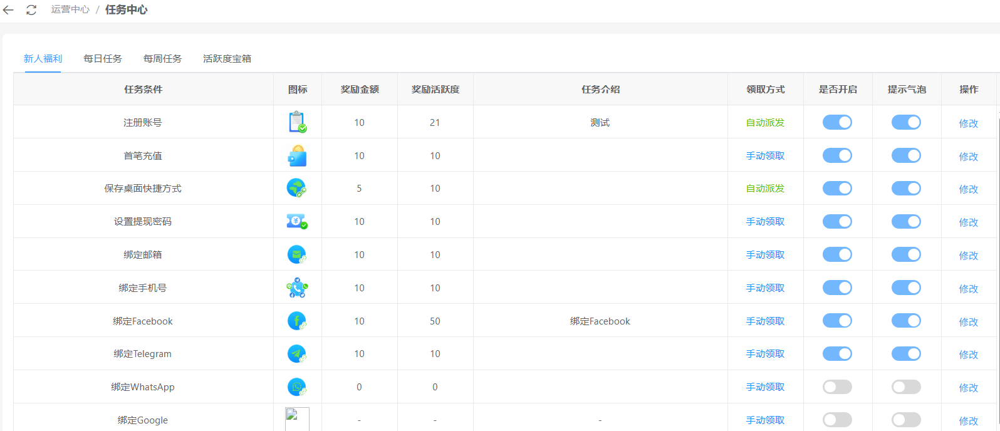 运营中心 / 任务中心
新人福利 每日任务 每周任务 活跃度宝箱
任务条件 图标 奖励金额 奖励活跃度 任务介绍 领取方式 是否开启 提示气泡 操作
注册账号 10 21 测试 自动派发 修改
首笔充值 10 10 手动领取 修改
保存桌面快捷方式 5 10 自动派发 修改
设置提现密码 ¥ 10 10 手动领取 修改
绑定邮箱 10 10 手动领取 修改
绑定手机号 10 10 手动领取 修改
绑定Facebook 10 50 绑定Facebook 手动领取 修改
绑定Telegram 10 10 手动领取 修改
绑定WhatsApp 0 0 手动领取 修改
绑定Google - - - 手动领取 修改